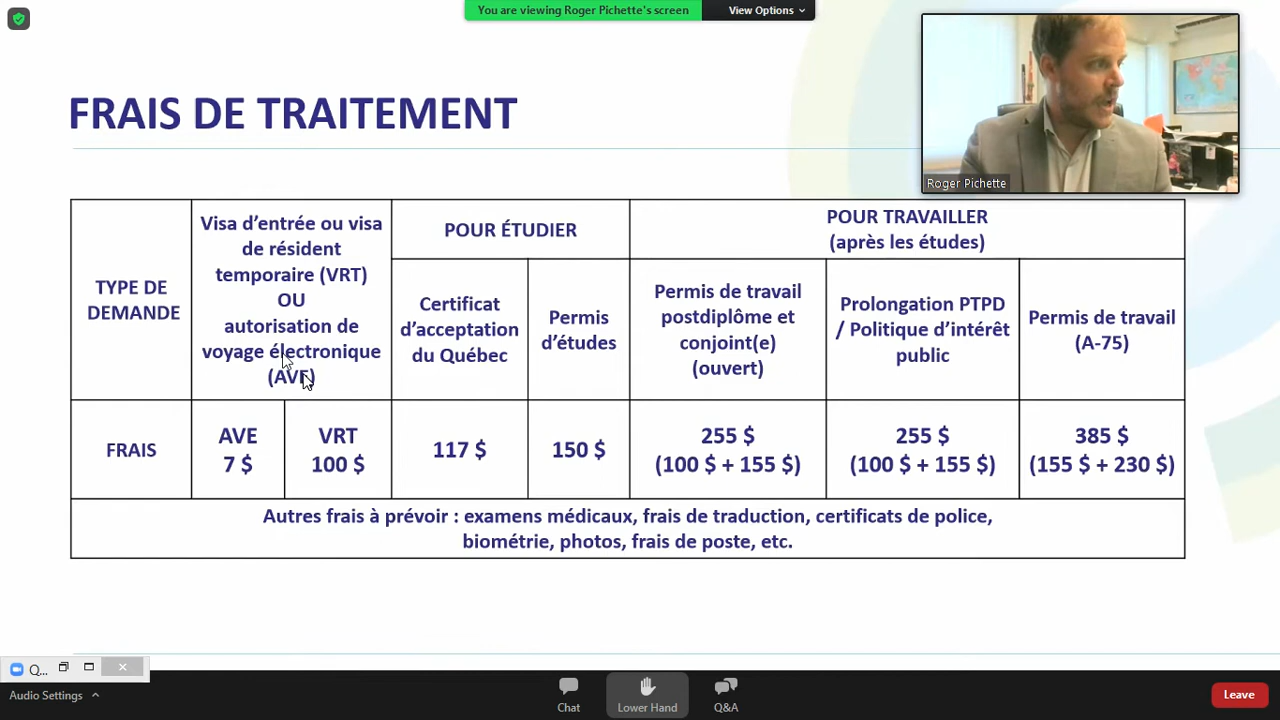 You are viewing Roger Pichette's screen
View Options
FRAIS DE TRAITEMENT
Roger Pichette
TYPE DE
DEMANDE
Visa d'entrée ou visa
de résident
temporaire (VRT)
OU
autorisation de
voyage électronique
(AVE)
POUR ÉTUDIER
POUR TRAVAILLER
(après les études)
Certificat
d'acceptation
du Québec
Permis
d'études
Permis de travail
postdiplôme et
conjoint(e)
(ouvert)
Prolongation PTPD
/ Politique d'intérêt
public
Permis de travail
(A-75)
FRAIS
AVE
7 $
VRT
100 $
117 $
150 $
255 $
(100 $ + 155 $)
255 $
(100 $ + 155 $)
385 $
(155 $ + 230 $)
Autres frais à prévoir : examens médicaux, frais de traduction, certificats de police,
biométrie, photos, frais de poste, etc.
Q...
Audio Settings
Chat
Lower Hand
Q&A
Leave